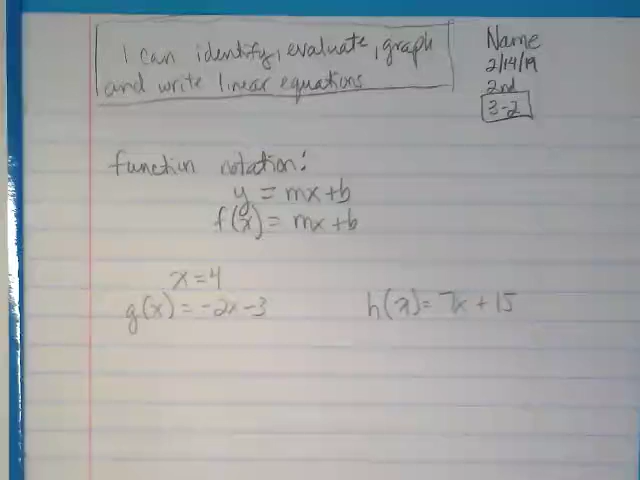 I can identify, evaluate, graph
and write linear equations
Name
2/14/19
2nd
3-2
function notation:
y = mx+b
f(x) = mx+b
x=4
g(x) = -2x-3
h(x) = 7x + 15